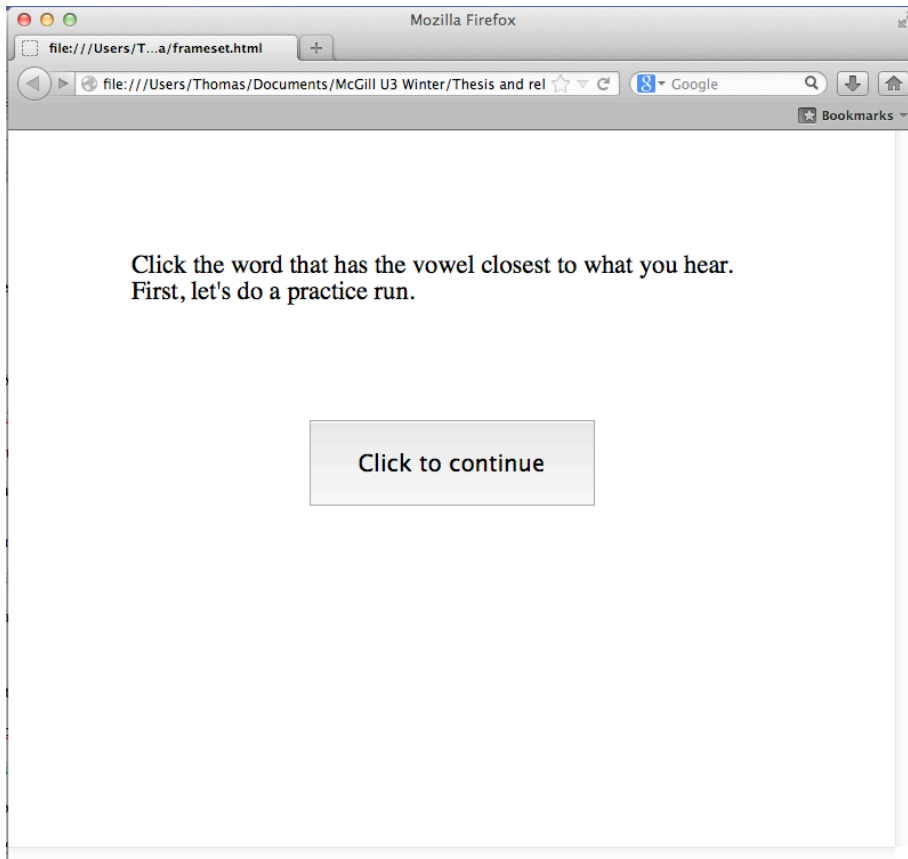 Mozilla Firefox
file:///Users/T...a/frameset.html
file:///Users/Thomas/Documents/McGill U3 Winter/Thesis and rel
Google
Bookmarks
Click the word that has the vowel closest to what you hear.
First, let's do a practice run.
Click to continue